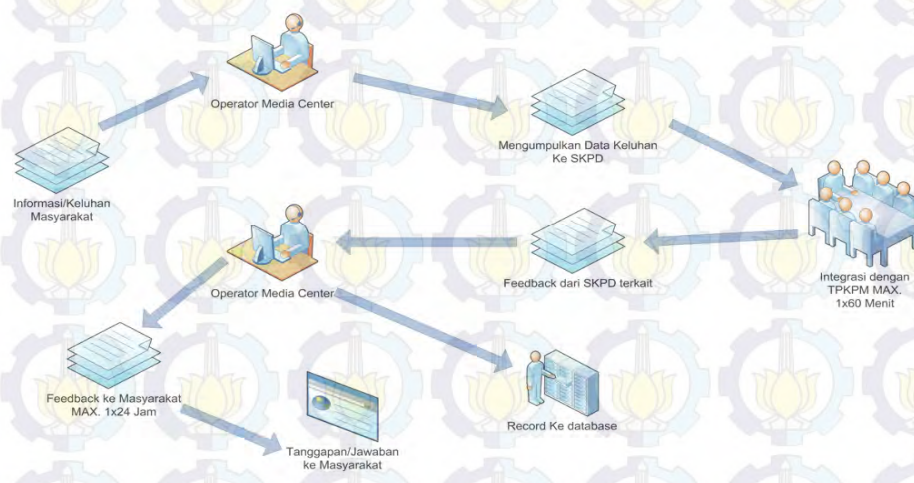 Operator Media Center
Mengumpulkan Data Keluhan
Ke SKPD
Informasi/Keluhan
Masyarakat
Integrasi dengan
TPKPM MAX.
1x60 Menit
Feedback dari SKPD terkait
Operator Media Center
Feedback ke Masyarakat
MAX. 1x24 Jam
Record Ke database
Tanggapan/Jawaban
ke Masyarakat